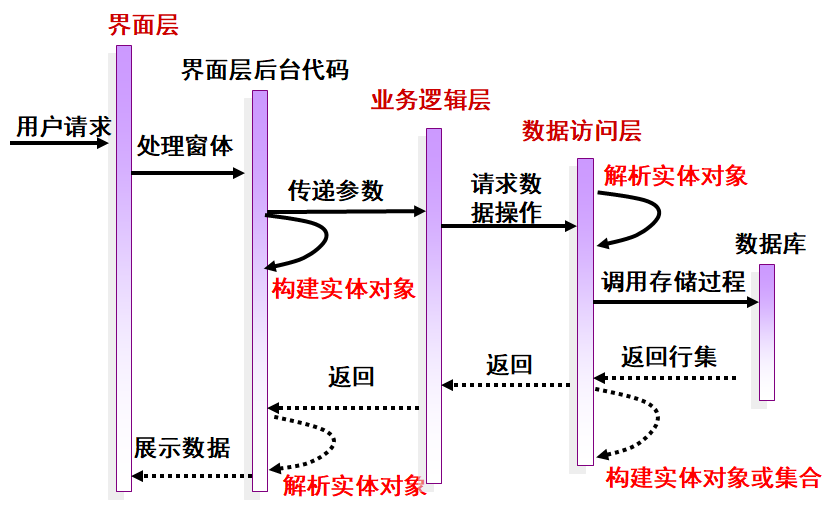 界面层
界面层后台代码
业务逻辑层
数据访问层
用户请求
处理窗体
传递参数
请求数
据操作
解析实体对象
数据库
构建实体对象
调用存储过程
返回行集
返回
返回
展示数据
解析实体对象
构建实体对象或集合